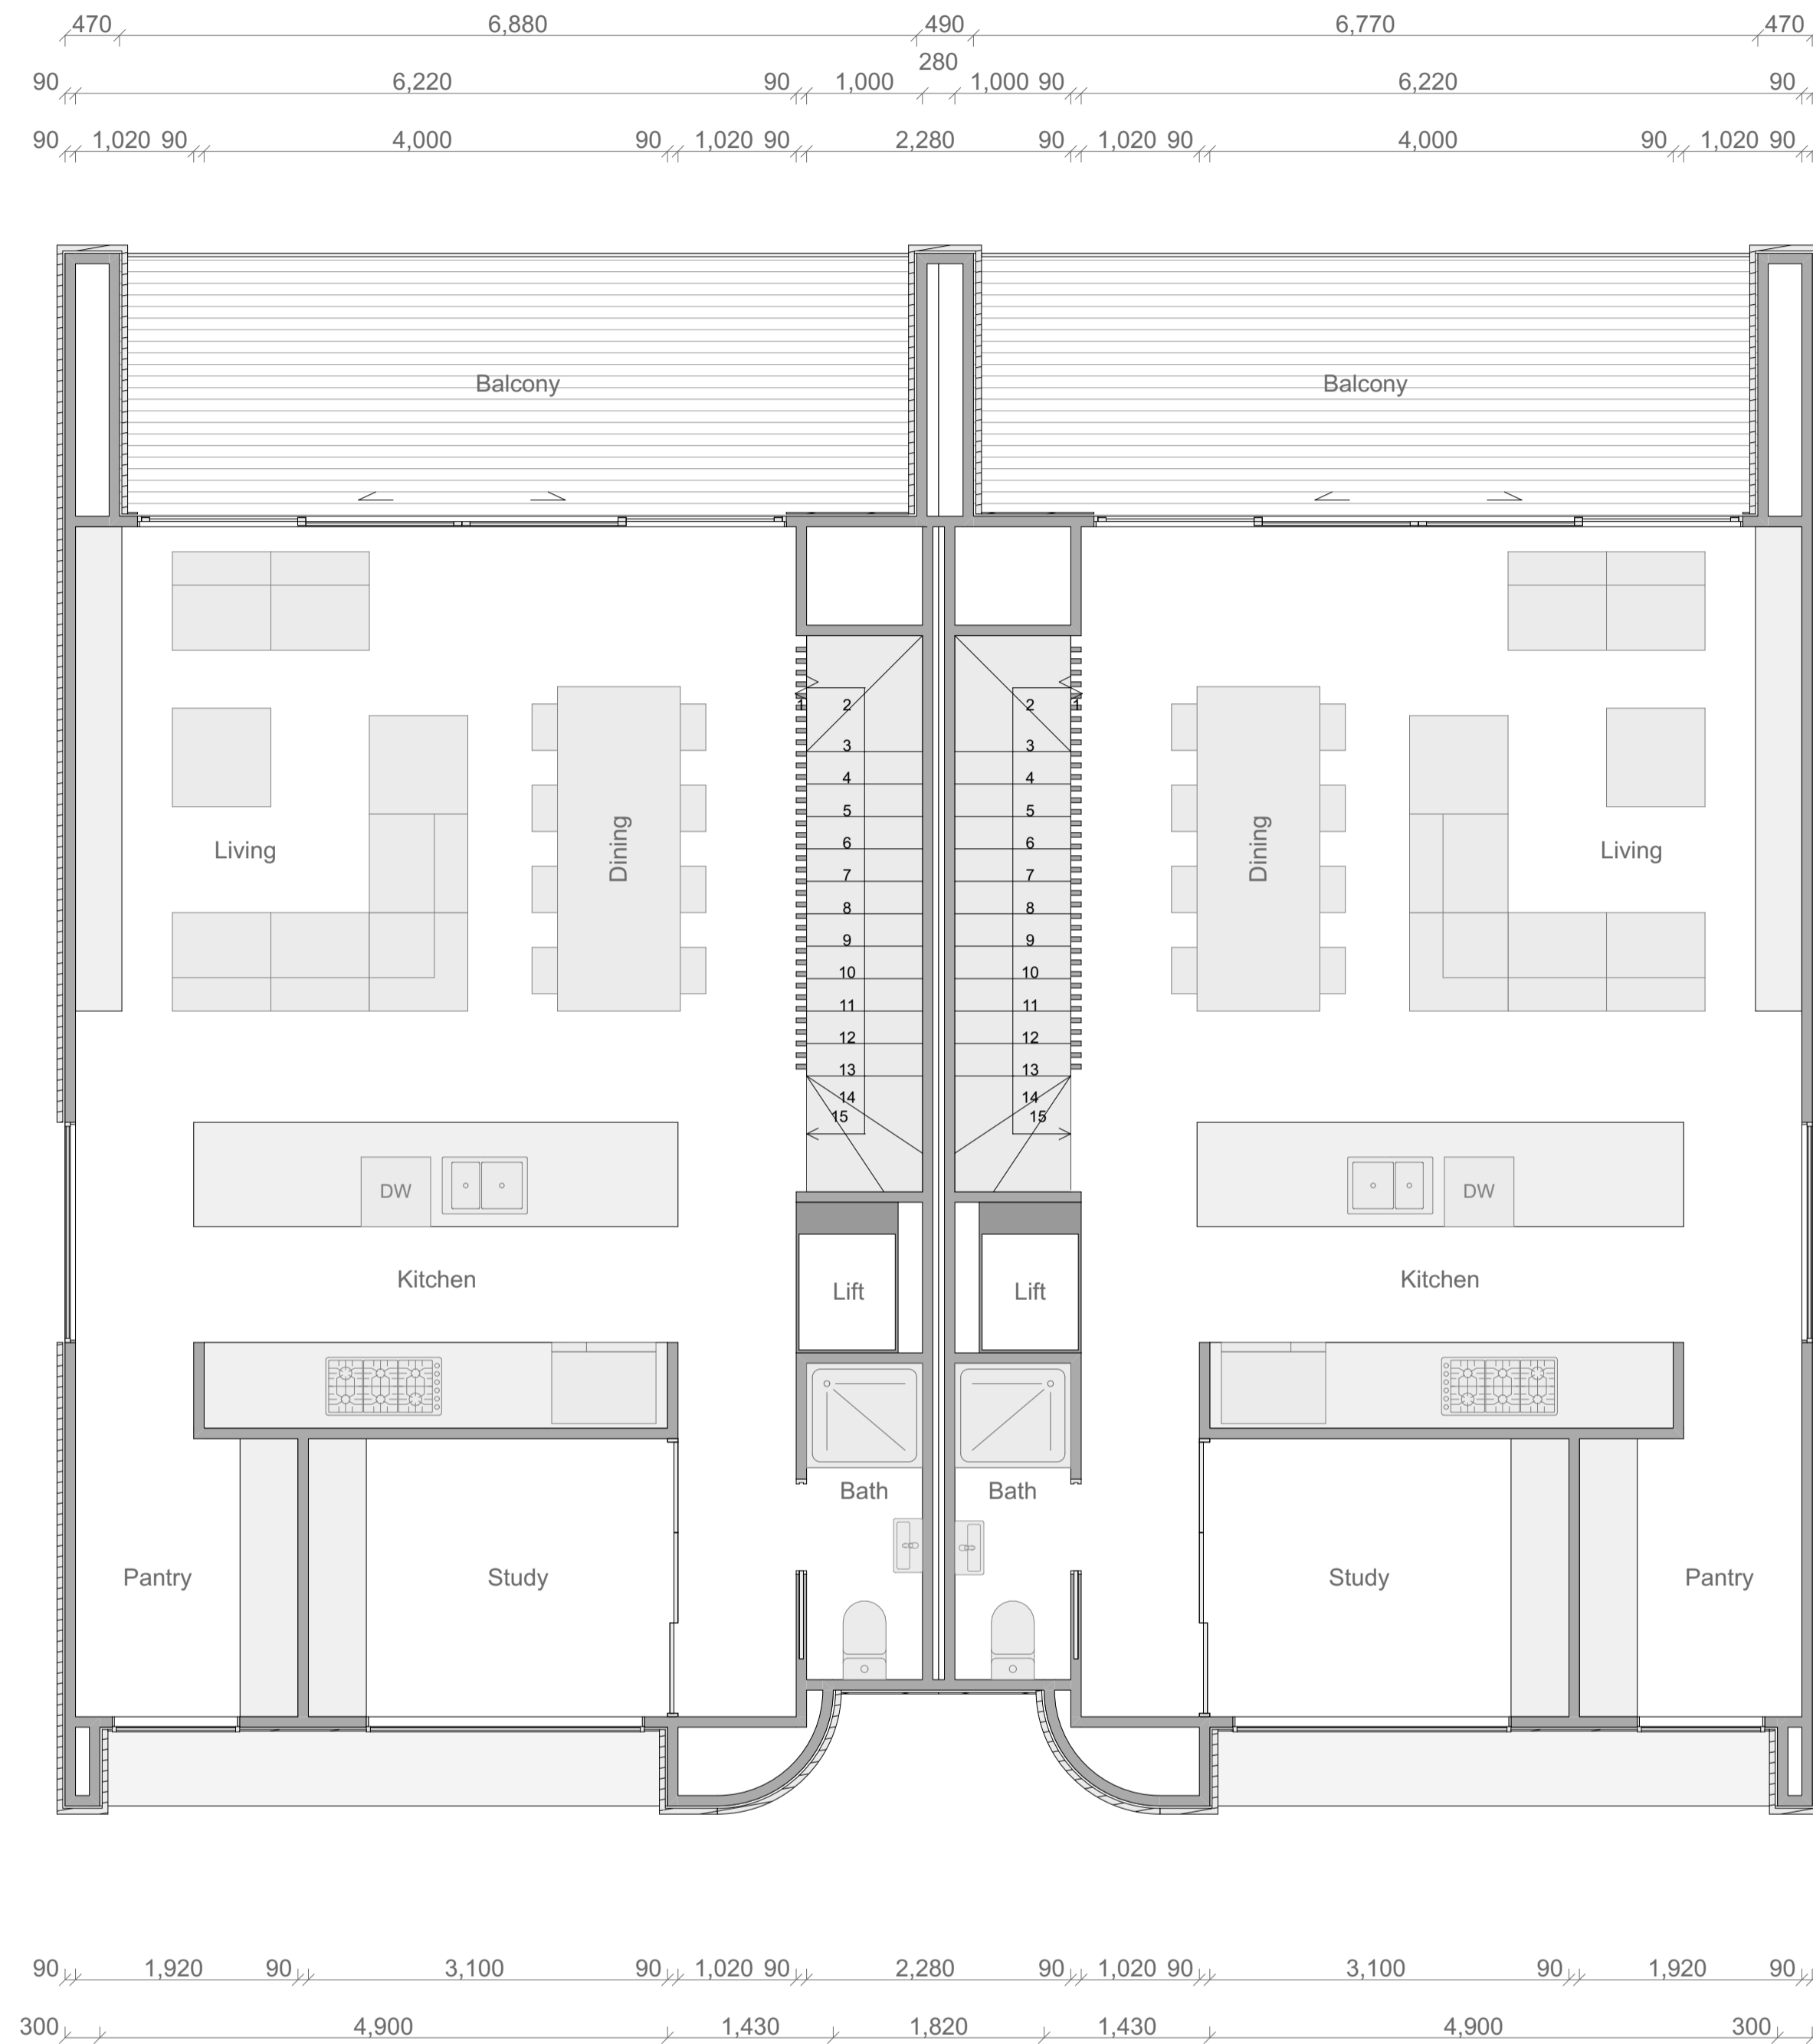 470 6,880 490 6,770 470
280
90 6,220 90 1,000 1,000 90 6,220 90
90 1,020 90 4,000 90 1,020 90 2,280 90 1,020 90 4,000 90 1,020 90
Balcony Balcony
1 2 2 1
3 3
4 4
5 5
6 6
Living Dining Dining Living
7 7
8 8
9 9
10 10
11 11
12 12
13 13
14 14
15 15
DW DW
Kitchen Lift Lift Kitchen
Bath Bath
Pantry Study Study Pantry
90 1,920 90 3,100 90 1,020 90 2,280 90 1,020 90 3,100 90 1,920 90
300 4,900 1,430 1,820 1,430 4,900 300